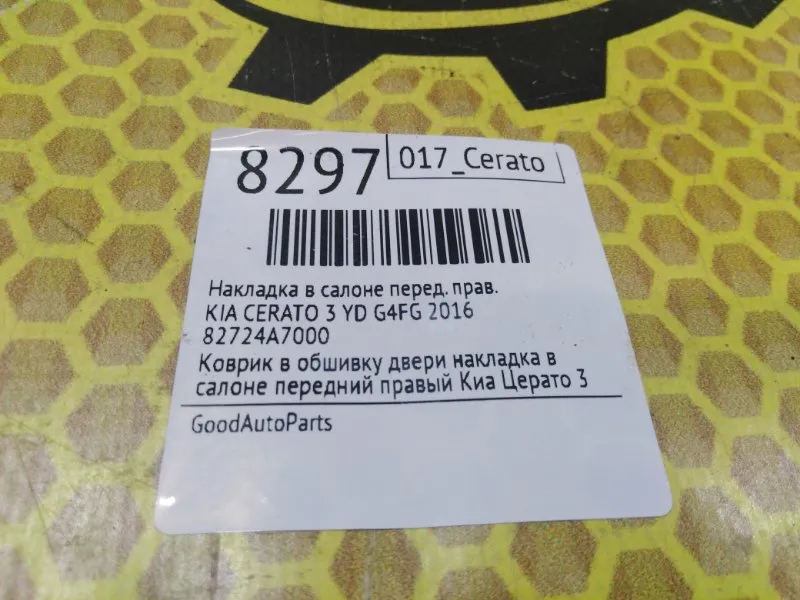 8297
017_Cerato
Накладка в салоне перед. прав.
KIA CERATO 3 YD G4FG 2016
82724A7000
Коврик в обшивку двери накладка в
салоне передний правый Киа Церато 3
GoodAutoParts